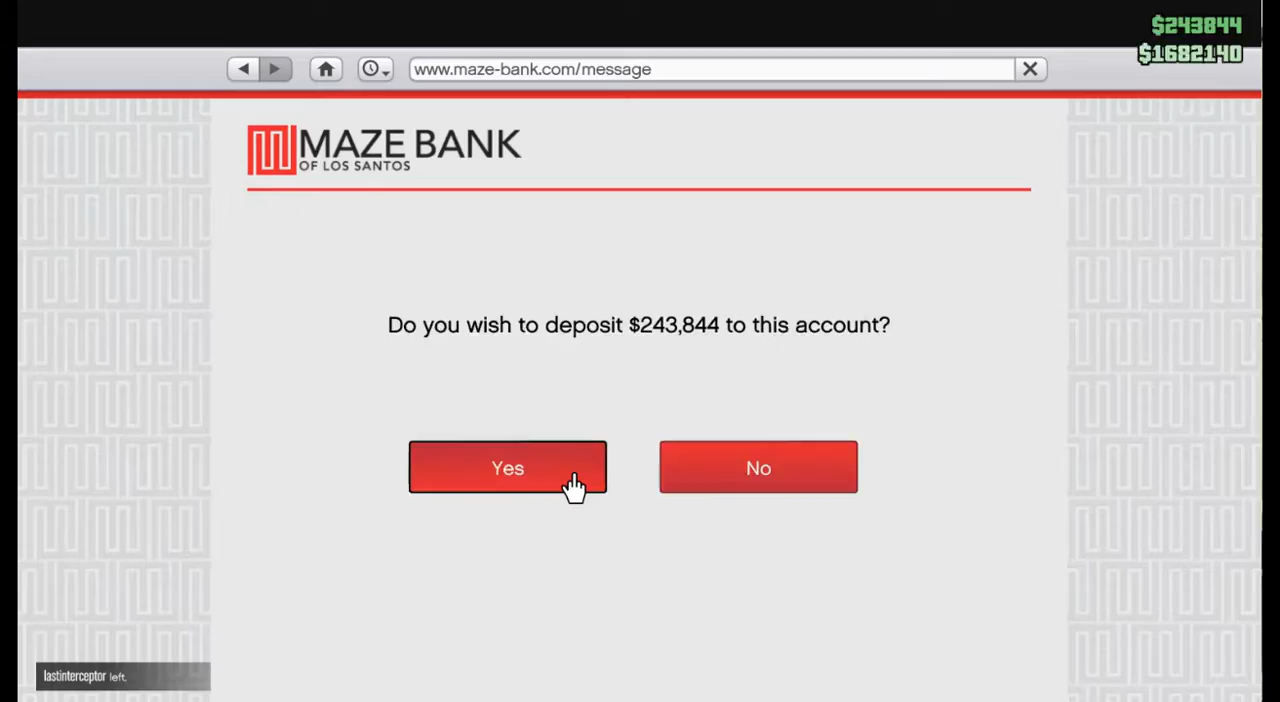 $243844
$1682140
www.maze-bank.com/message
MAZE BANK
OF LOS SANTOS
Do you wish to deposit $243,844 to this account?
Yes
No
lastinterceptor left.